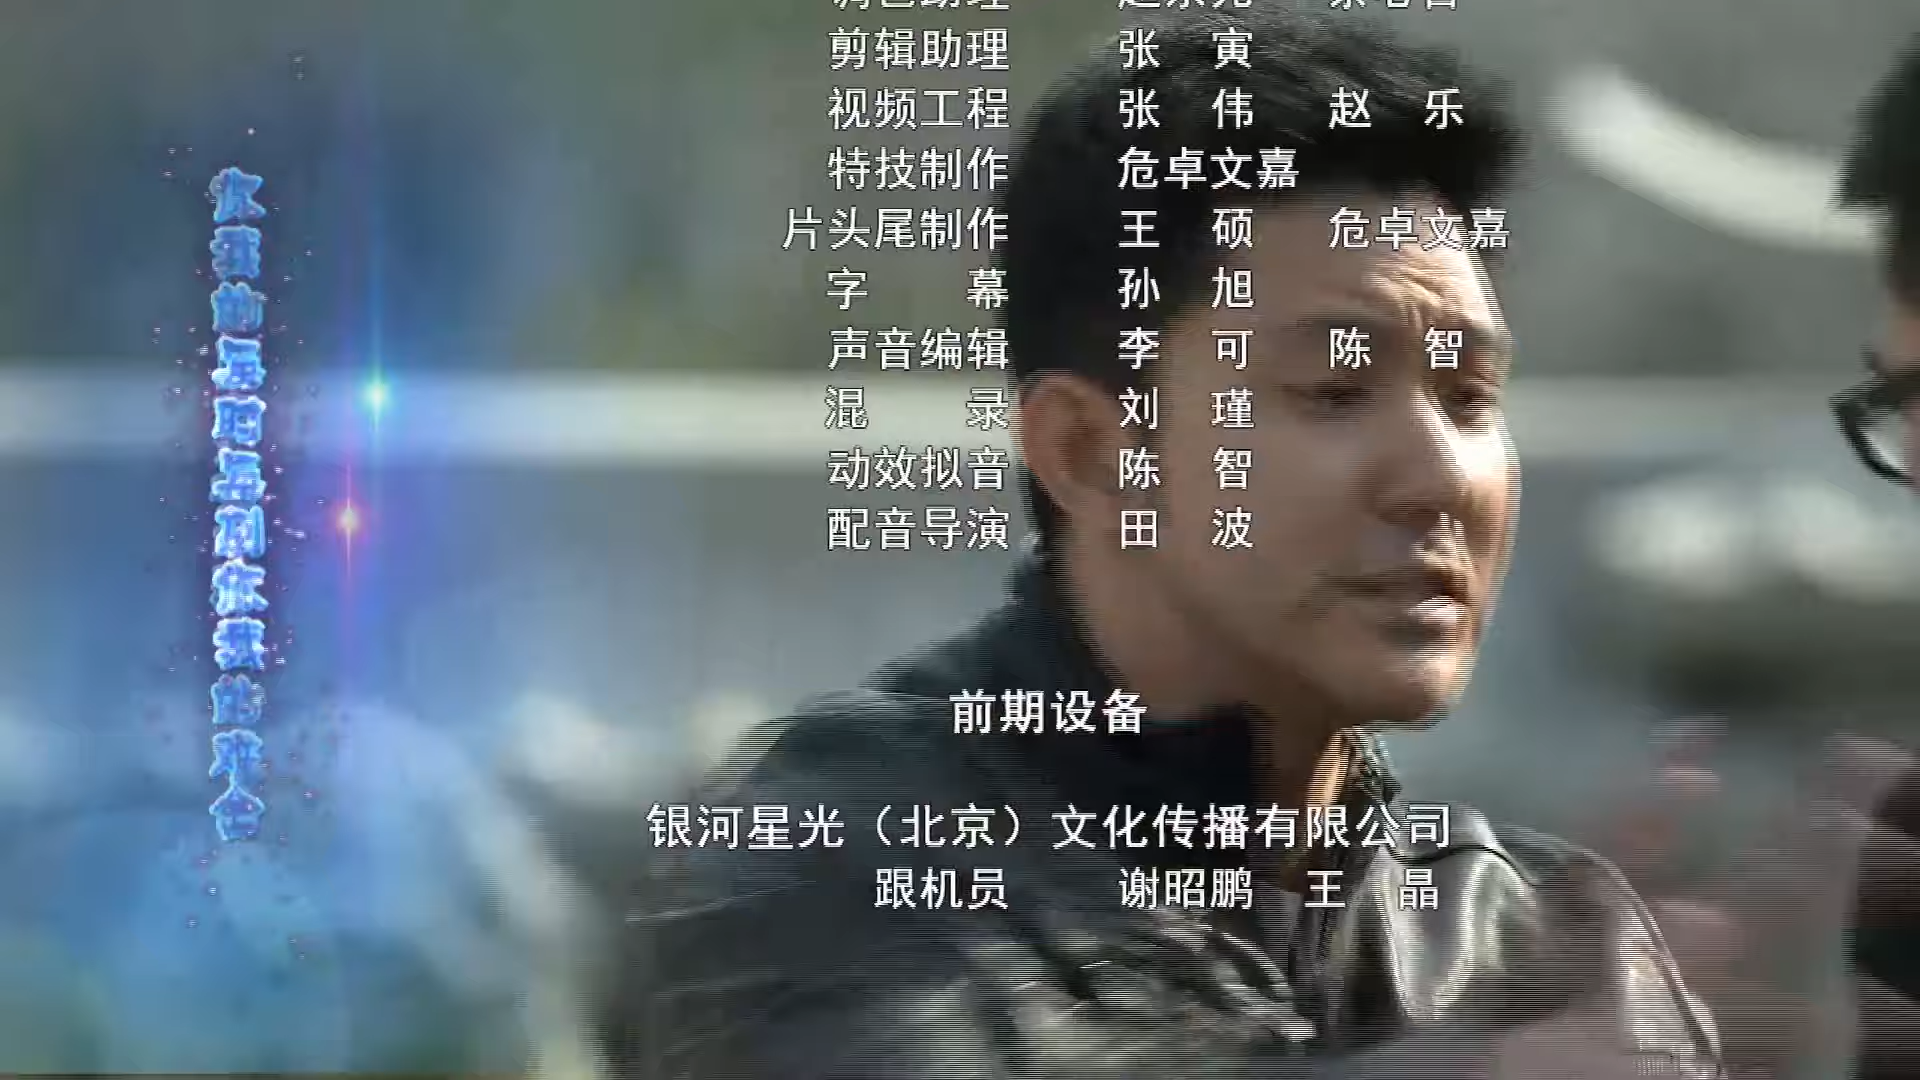 剪辑助理 张 寅
视频工程 张 伟 赵 乐
特技制作 危卓文嘉
片头尾制作 王 硕 危卓文嘉
字 幕 孙 旭
声音编辑 李 可 陈 智
混 录 刘 瑾
动效拟音 陈 智
配音导演 田 波
前期设备
银河星光（北京）文化传播有限公司
跟机员 谢昭鹏 王 晶